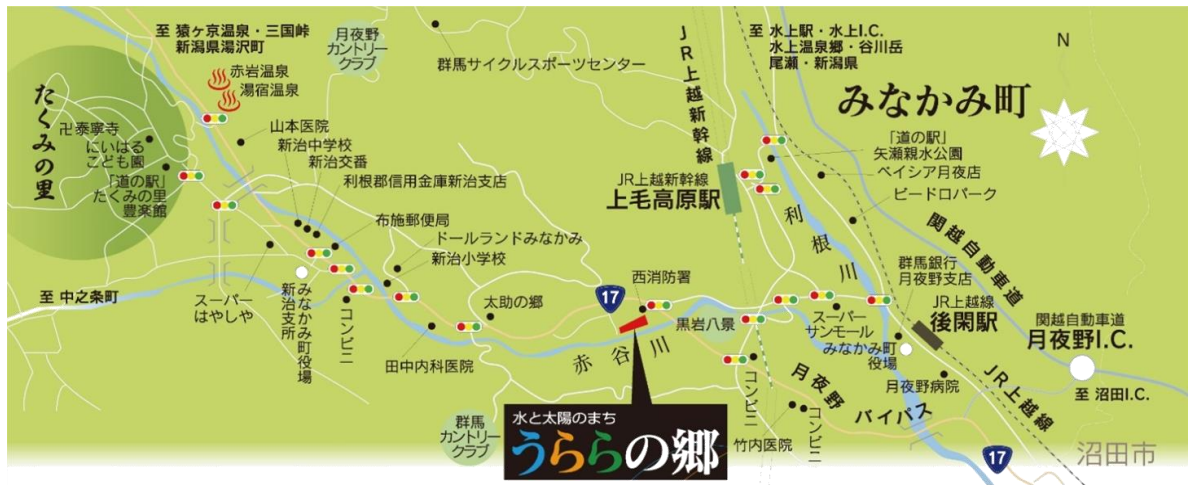 至 猿ヶ京温泉・三国峠
新潟県湯沢町
赤岩温泉
湯宿温泉
月夜野
カントリー
クラブ
群馬サイクルスポーツセンター
JR上越新幹線
至 水上駅・水上I.C.
水上温泉郷・谷川岳
尾瀬・新潟県
N
みなかみ町
たくみの里
卍泰寧寺
にいはる
こども園
「道の駅」
たくみの里
豊楽館
山本医院
新治中学校
新治交番
利根郡信用金庫新治支店
布施郵便局
ドールランドみなかみ
新治小学校
JR上越新幹線
上毛高原駅
「道の駅」
矢瀬親水公園
ベイシア月夜店
ビードロパーク
利根川
関越自動車道
群馬銀行
月夜野支店
JR上越線
後閑駅
関越自動車道
月夜野I.C.
至 沼田I.C.
至 中之条町
スーパー
はやしや
みなかみ町役場
新治支所
コンビニ
田中内科医院
太助の郷
17
西消防署
黒岩八景
赤谷川
スーパー
サンモール
みなかみ町
役場
月夜野病院
JR上越線
コンビニ
月夜野バイパス
竹内医院
コンビニ
群馬
カントリー
クラブ
水と太陽のまち
うららの郷
17
沼田市